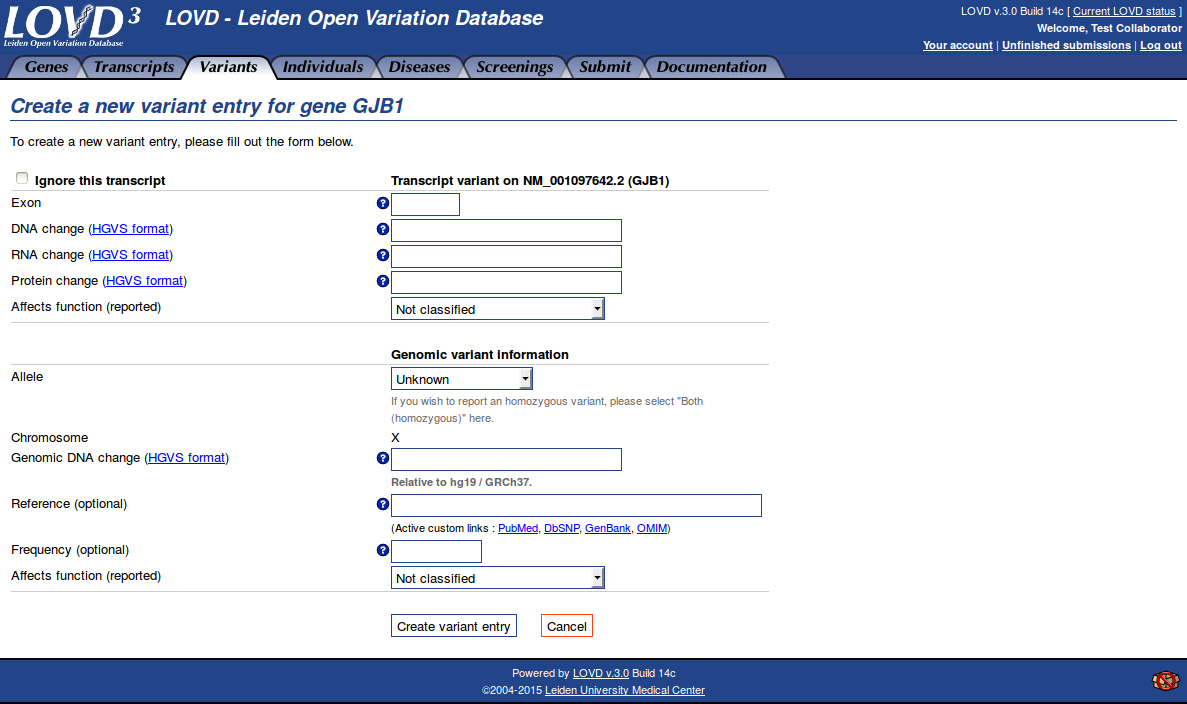 LOVD 3
Leiden Open Variation Database
LOVD - Leiden Open Variation Database
LOVD v.3.0 Build 14c [ Current LOVD status ]
Welcome, Test Collaborator
Your account | Unfinished submissions | Log out
Genes Transcripts Variants Individuals Diseases Screenings Submit Documentation
Create a new variant entry for gene GJB1
To create a new variant entry, please fill out the form below.
Ignore this transcript Transcript variant on NM_001097642.2 (GJB1)
Exon ?
DNA change (HGVS format) ?
RNA change (HGVS format) ?
Protein change (HGVS format) ?
Affects function (reported) Not classified
Genomic variant information
Allele Unknown
If you wish to report an homozygous variant, please select "Both
(homozygous)" here.
Chromosome X
Genomic DNA change (HGVS format) ?
Relative to hg19 / GRCh37.
Reference (optional) ?
(Active custom links : PubMed, DbSNP, GenBank, OMIM)
Frequency (optional) ?
Affects function (reported) Not classified
Create variant entry Cancel
Powered by LOVD v.3.0 Build 14c
©2004-2015 Leiden University Medical Center